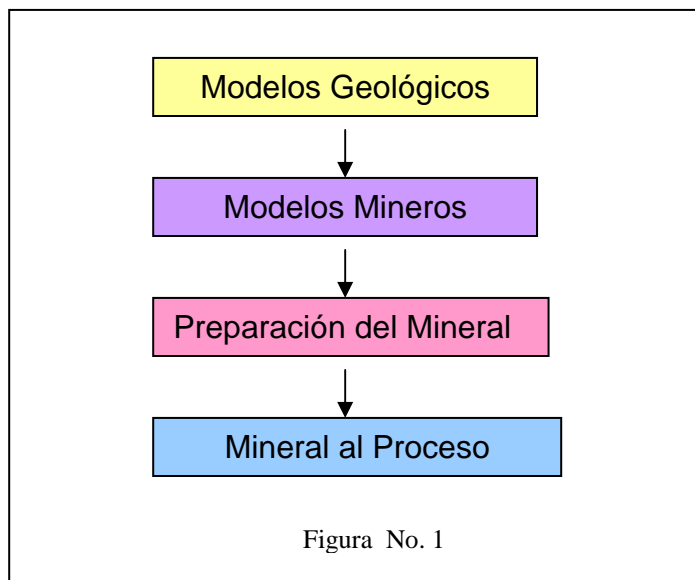 Modelos Geológicos
Modelos Mineros
Preparación del Mineral
Mineral al Proceso
Figura No. 1